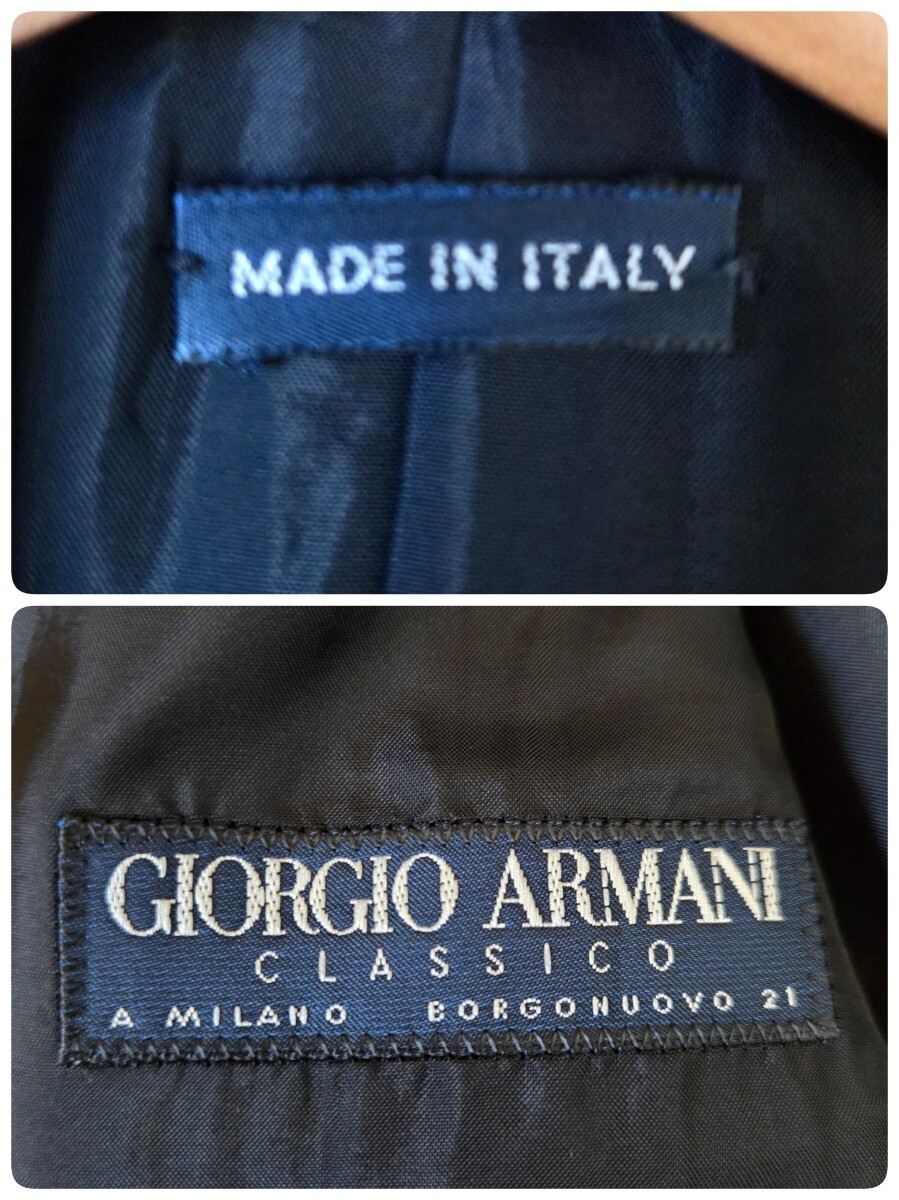 MADE IN ITALY
GIORGIO ARMANI
CLASSICO
A MILANO BORGONUOVO 21